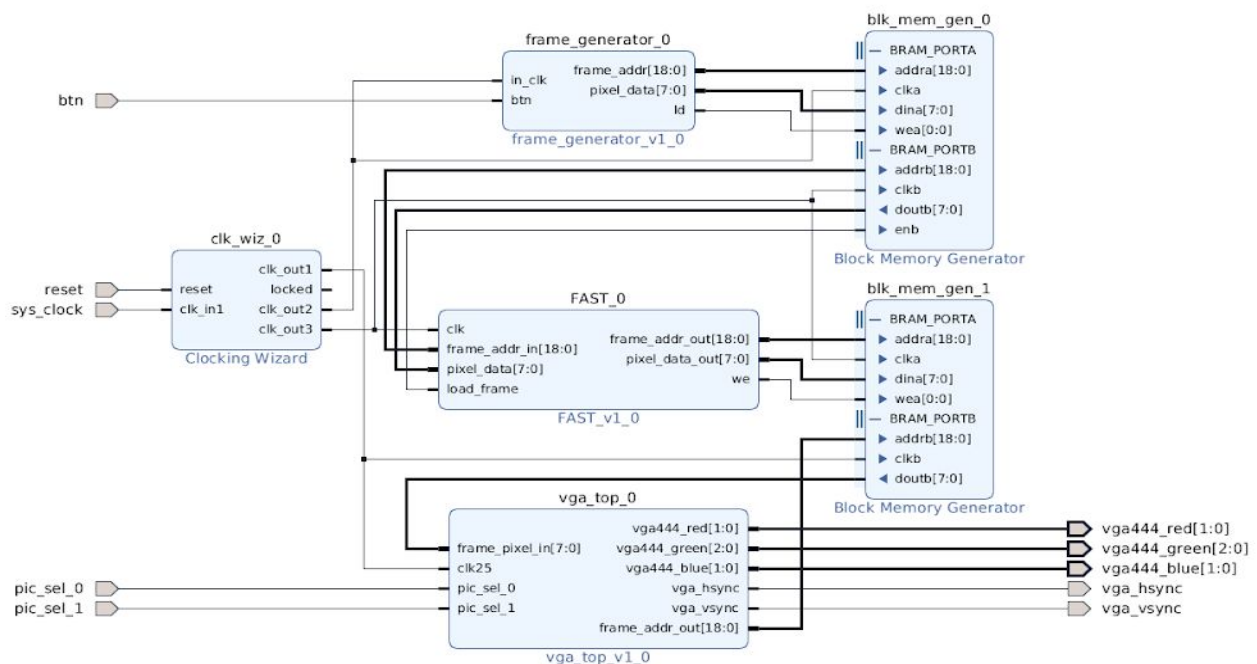 blk_mem_gen_0
BRAM_PORTA
addra[18:0]
clka
dina[7:0]
wea[0:0]
BRAM_PORTB
addrb[18:0]
clkb
doutb[7:0]
enb
Block Memory Generator
frame_generator_0
in_clk
btn
frame_addr[18:0]
pixel_data[7:0]
ld
frame_generator_v1_0
btn
clk_wiz_0
reset
clk_in1
clk_out1
locked
clk_out2
clk_out3
Clocking Wizard
reset
sys_clock
FAST_0
clk
frame_addr_in[18:0]
pixel_data[7:0]
load_frame
frame_addr_out[18:0]
pixel_data_out[7:0]
we
FAST_v1_0
blk_mem_gen_1
BRAM_PORTA
addra[18:0]
clka
dina[7:0]
wea[0:0]
BRAM_PORTB
addrb[18:0]
clkb
doutb[7:0]
Block Memory Generator
vga_top_0
frame_pixel_in[7:0]
clk25
pic_sel_0
pic_sel_1
vga444_red[1:0]
vga444_green[2:0]
vga444_blue[1:0]
vga_hsync
vga_vsync
frame_addr_out[18:0]
vga_top_v1_0
pic_sel_0
pic_sel_1
vga444_red[1:0]
vga444_green[2:0]
vga444_blue[1:0]
vga_hsync
vga_vsync